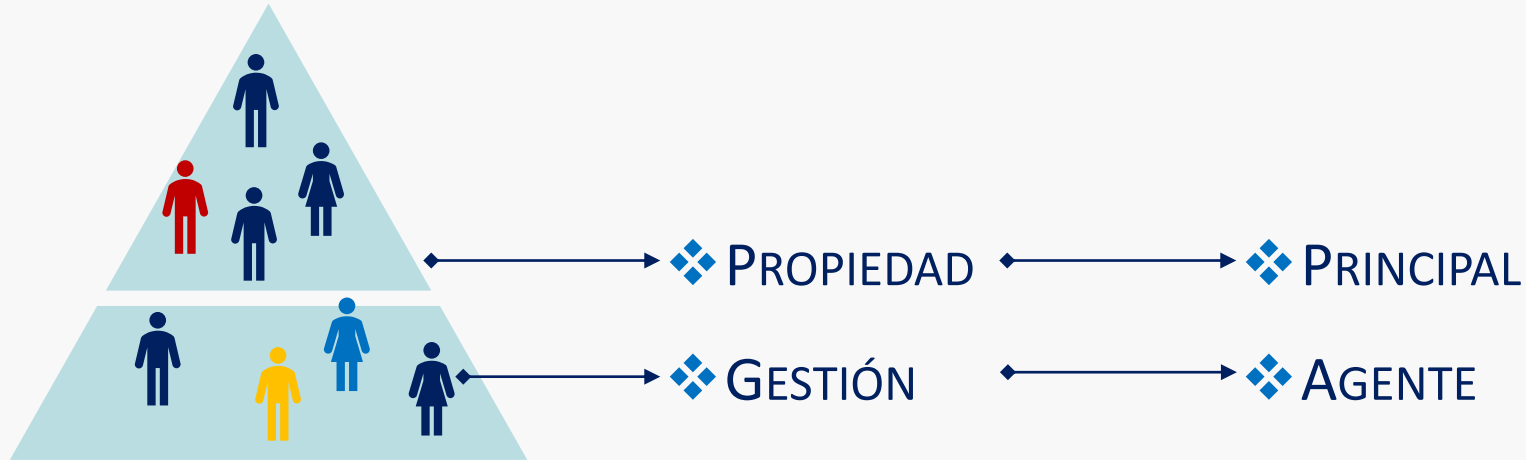 ❖ PROPIEDAD ❖ PRINCIPAL
❖ GESTIÓN ❖ AGENTE